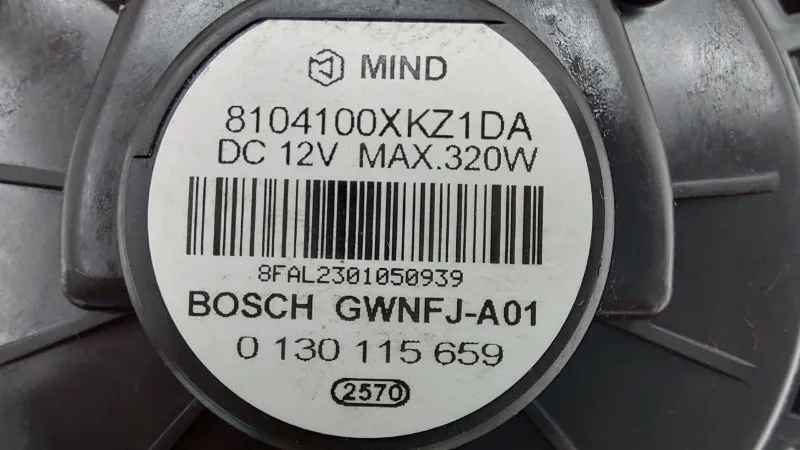 MIND
8104100XKZ1DA
DC 12V MAX.320W
8FAL2301050939
BOSCH GWNFJ-A01
0 130 115 659
2570